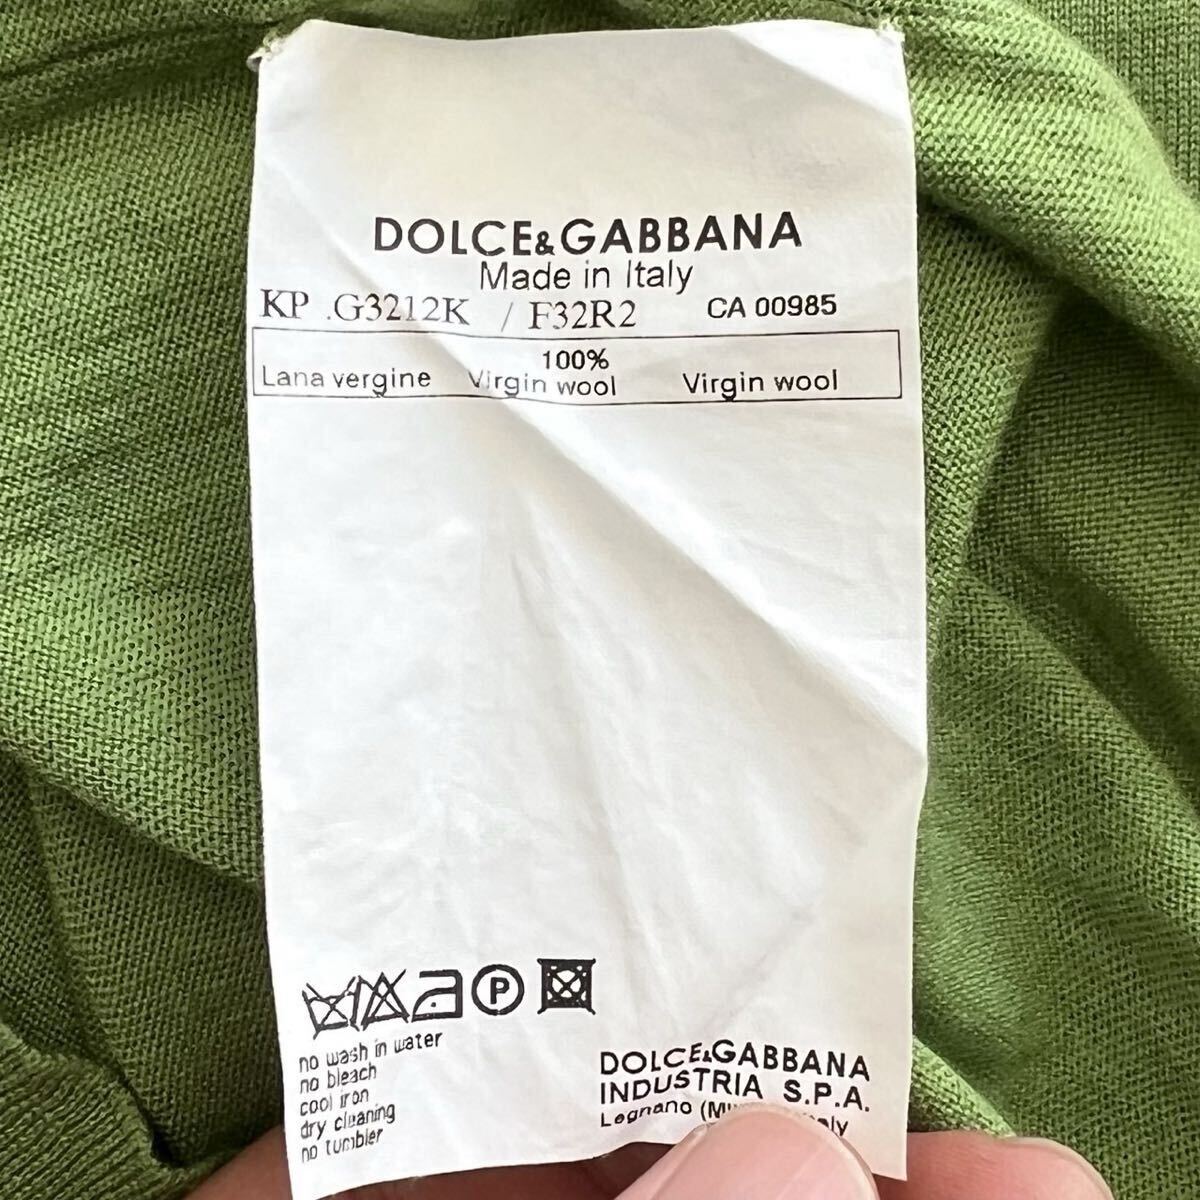 DOLCE&GABBANA
Made in Italy
KP .G3212K / F32R2 CA 00985
100%
Lana vergine Virgin wool Virgin wool
P
no wash in water
no bleach
cool iron
dry cleaning
no tumbler
DOLCE&GABBANA
INDUSTRIA S.P.A.
Legnano